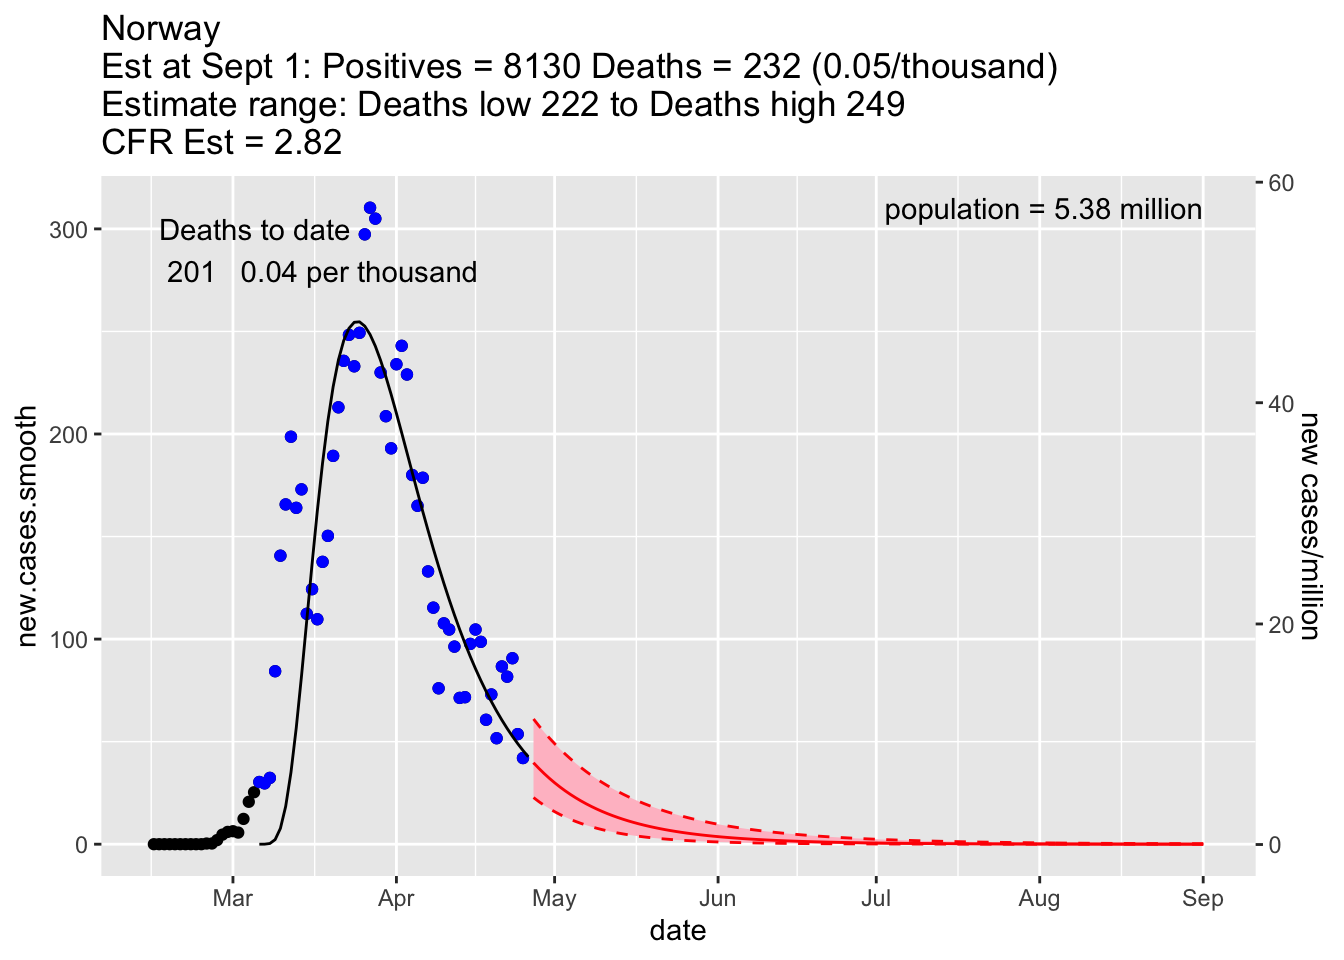 Norway
Est at Sept 1: Positives = 8130 Deaths = 232 (0.05/thousand)
Estimate range: Deaths low 222 to Deaths high 249
CFR Est = 2.82
population = 5.38 million
Deaths to date
201 0.04 per thousand
new.cases.smooth
300
200
100
0
60
40
20
0
new cases/million
Mar Apr May Jun Jul Aug Sep
date